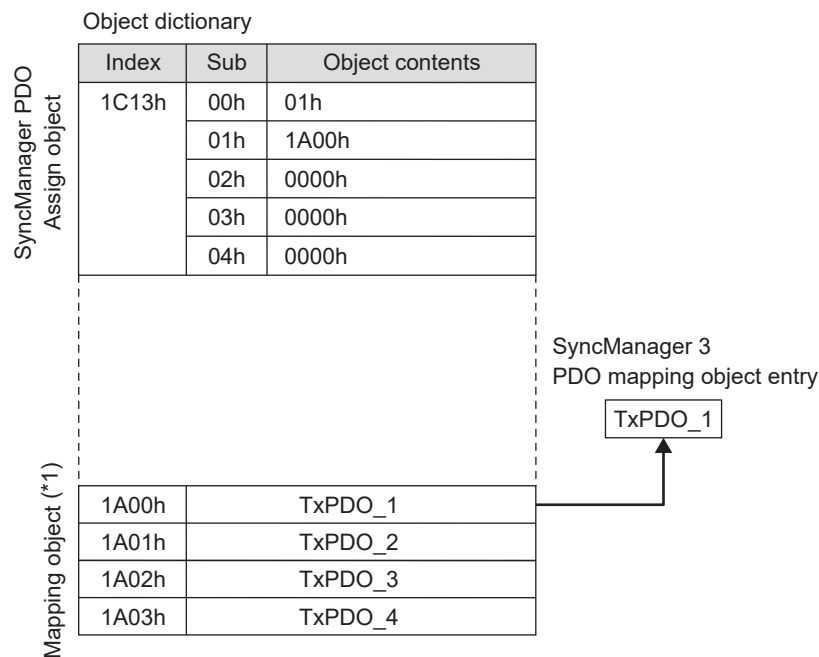 Object dictionary
Index Sub Object contents
SyncManager PDO
Assign object
1C13h 00h 01h
01h 1A00h
02h 0000h
03h 0000h
04h 0000h
SyncManager 3
PDO mapping object entry
TxPDO_1
Mapping object (*1)
1A00h TxPDO_1
1A01h TxPDO_2
1A02h TxPDO_3
1A03h TxPDO_4